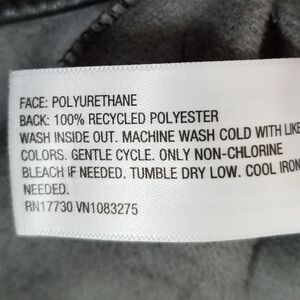 FACE: POLYURETHANE
BACK: 100% RECYCLED POLYESTER
WASH INSIDE OUT. MACHINE WASH COLD WITH LIKE
COLORS. GENTLE CYCLE. ONLY NON-CHLORINE
BLEACH IF NEEDED. TUMBLE DRY LOW. COOL IRON
NEEDED.
RN17730 VN1083275